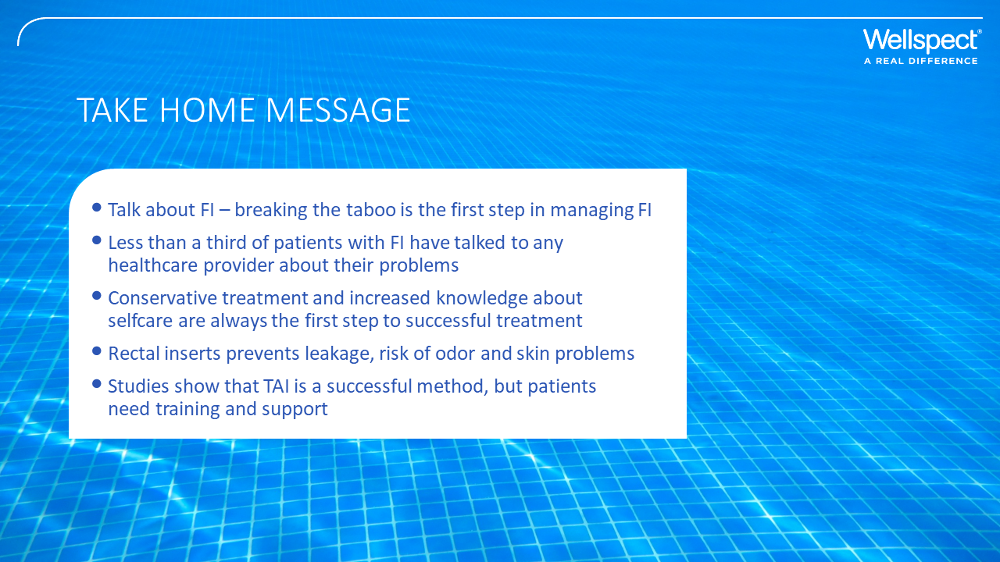 Wellspect®
A REAL DIFFERENCE
TAKE HOME MESSAGE
• Talk about FI – breaking the taboo is the first step in managing FI
• Less than a third of patients with FI have talked to any
healthcare provider about their problems
• Conservative treatment and increased knowledge about
selfcare are always the first step to successful treatment
• Rectal inserts prevents leakage, risk of odor and skin problems
• Studies show that TAI is a successful method, but patients
need training and support